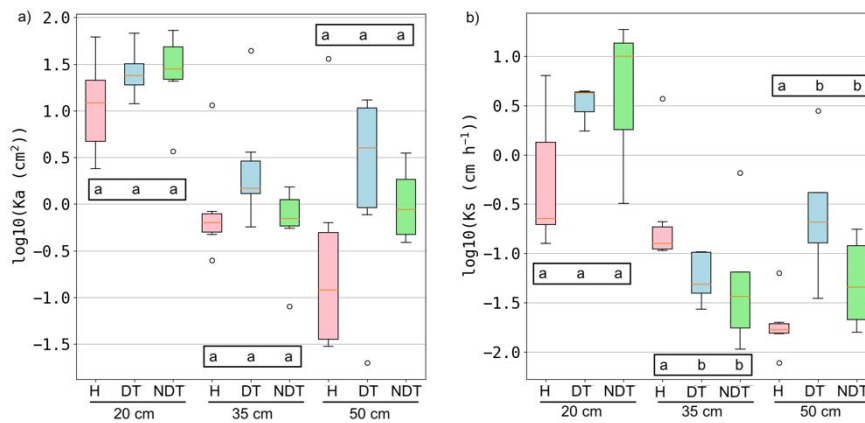 a)
log10(Ka (cm²))
2.0
1.5
1.0
0.5
0.0
−0.5
−1.0
−1.5
a a a
a a a
a a a
H DT NDT H DT NDT H DT NDT
20 cm 35 cm 50 cm
b)
log10(Ks (cm h⁻¹))
1.0
0.5
0.0
−0.5
−1.0
−1.5
−2.0
a b b
a a a
a b b
H DT NDT H DT NDT H DT NDT
20 cm 35 cm 50 cm